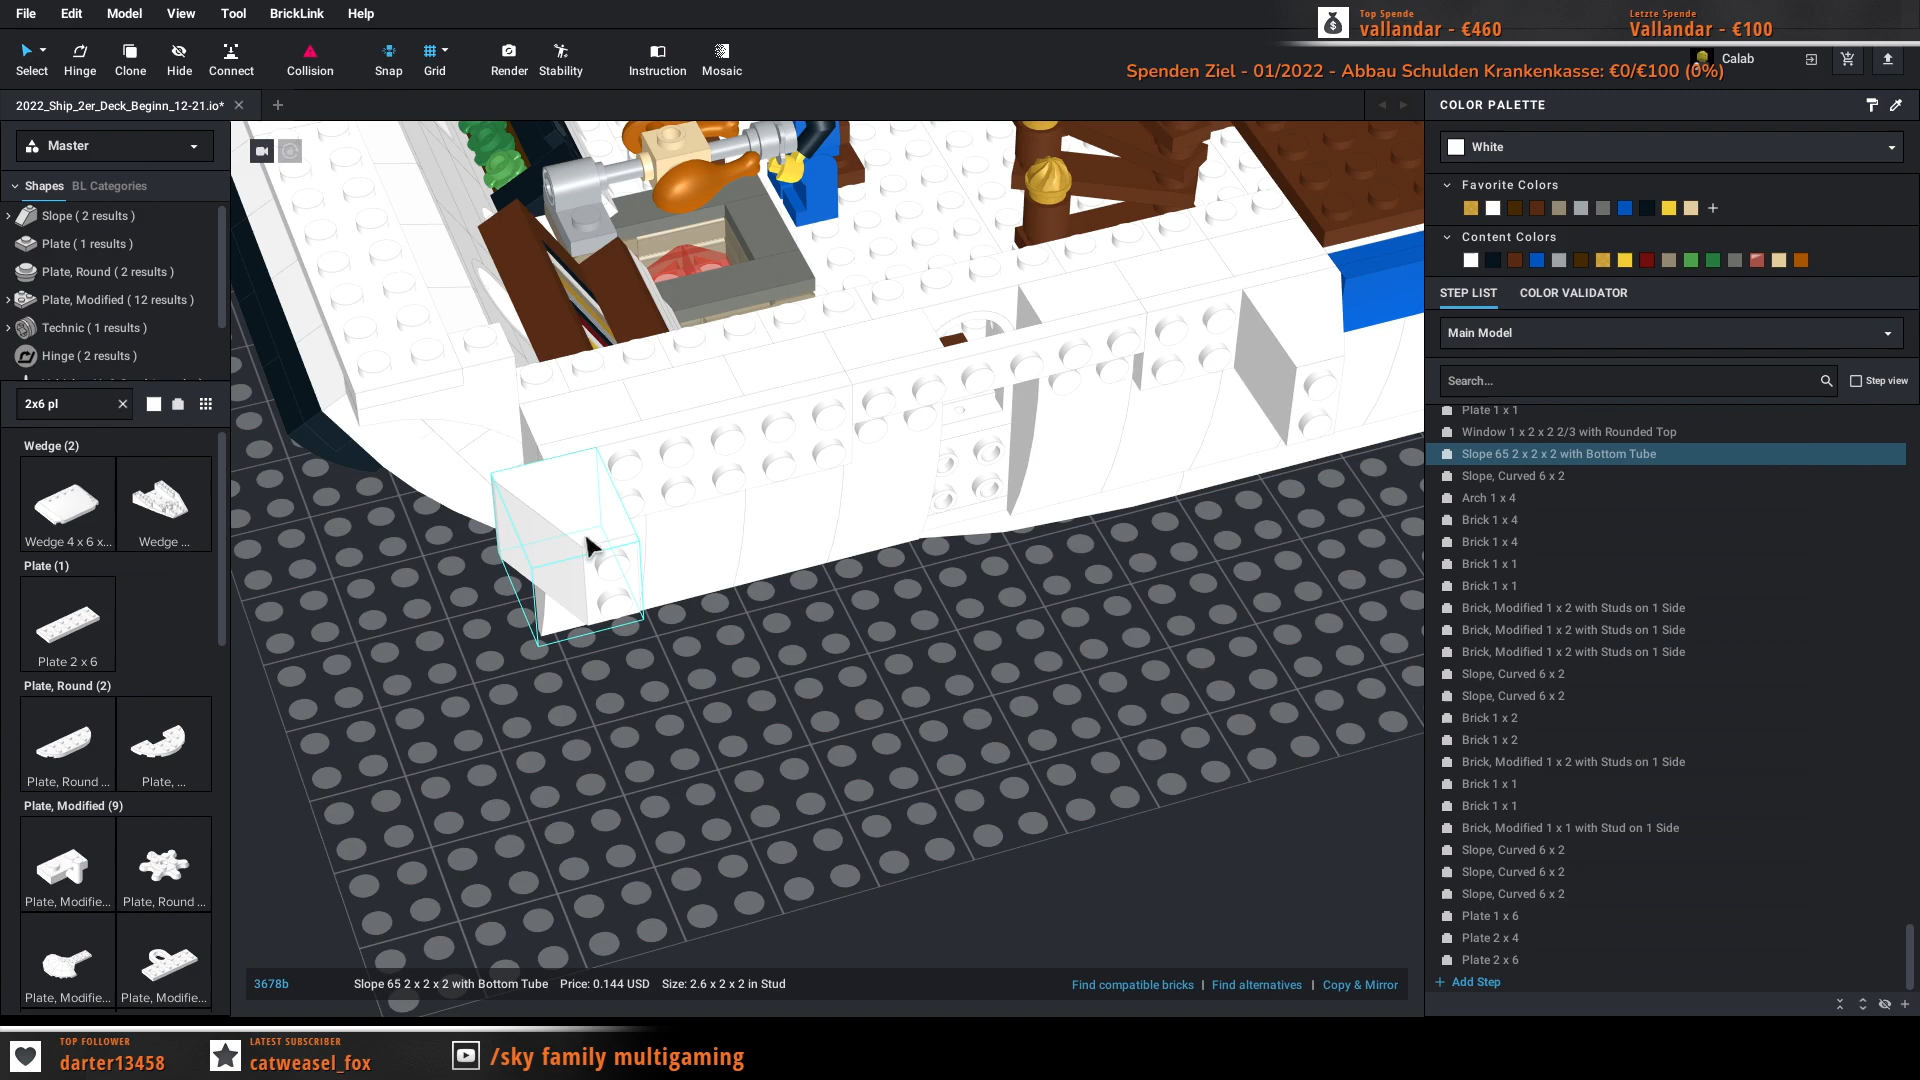 File
Edit
Model
View
Tool
BrickLink
Help
Top Spende
vallandar - €460
Letzte Spende
Vallandar - €100
Select
Hinge
Clone
Hide
Connect
Collision
Snap
Grid
Render
Stability
Instruction
Mosaic
Spenden Ziel - 01/2022 - Abbau Schulden Krankenkasse: €0/€100 (0%)
Calab
2022_Ship_2er_Deck_Beginn_12-21.io*
COLOR PALETTE
Master
White
Shapes
BL Categories
Favorite Colors
Slope ( 2 results )
Plate ( 1 results )
Plate, Round ( 2 results )
Plate, Modified ( 12 results )
Technic ( 1 results )
Hinge ( 2 results )
Content Colors
STEP LIST
COLOR VALIDATOR
Main Model
Search...
Step view
2x6 pl
Wedge (2)
Wedge 4 x 6 x...
Wedge ...
Plate (1)
Plate 2 x 6
Plate, Round (2)
Plate, Round ...
Plate, ...
Plate, Modified (9)
Plate, Modifie...
Plate, Round ...
Plate, Modifie...
Plate, Modifie...
Plate 1 x 1
Window 1 x 2 x 2 2/3 with Rounded Top
Slope 65 2 x 2 x 2 with Bottom Tube
Slope, Curved 6 x 2
Arch 1 x 4
Brick 1 x 4
Brick 1 x 4
Brick 1 x 1
Brick 1 x 1
Brick, Modified 1 x 2 with Studs on 1 Side
Brick, Modified 1 x 2 with Studs on 1 Side
Brick, Modified 1 x 2 with Studs on 1 Side
Slope, Curved 6 x 2
Slope, Curved 6 x 2
Brick 1 x 2
Brick 1 x 2
Brick, Modified 1 x 2 with Studs on 1 Side
Brick 1 x 1
Brick 1 x 1
Brick, Modified 1 x 1 with Stud on 1 Side
Slope, Curved 6 x 2
Slope, Curved 6 x 2
Slope, Curved 6 x 2
Plate 1 x 6
Plate 2 x 4
Plate 2 x 6
Add Step
3678b
Slope 65 2 x 2 x 2 with Bottom Tube
Price: 0.144 USD
Size: 2.6 x 2 x 2 in Stud
Find compatible bricks | Find alternatives | Copy & Mirror
TOP FOLLOWER
darter13458
LATEST SUBSCRIBER
catweasel_fox
/sky family multigaming